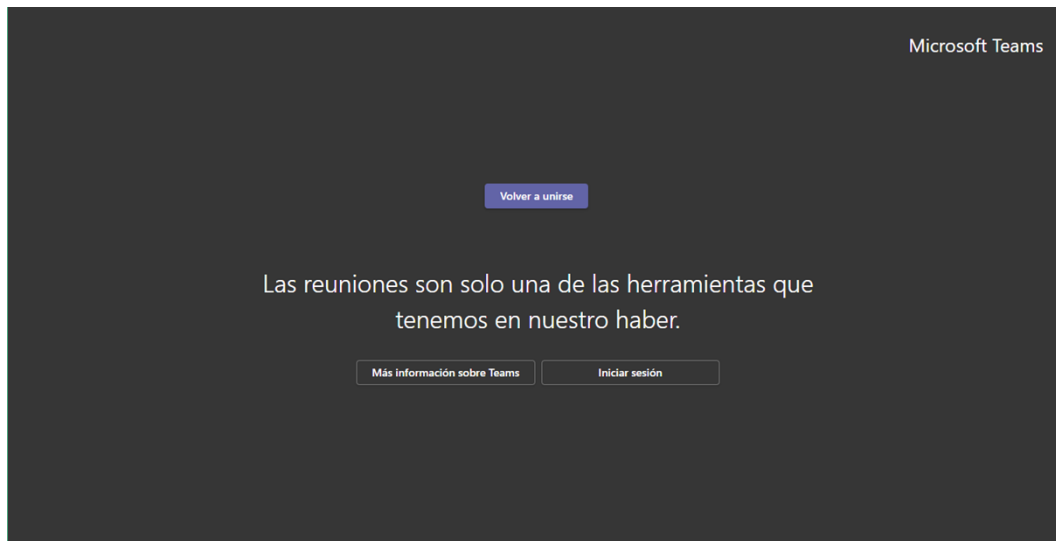 Microsoft Teams
Volver a unirse
Las reuniones son solo una de las herramientas que
tenemos en nuestro haber.
Más información sobre Teams
Iniciar sesión